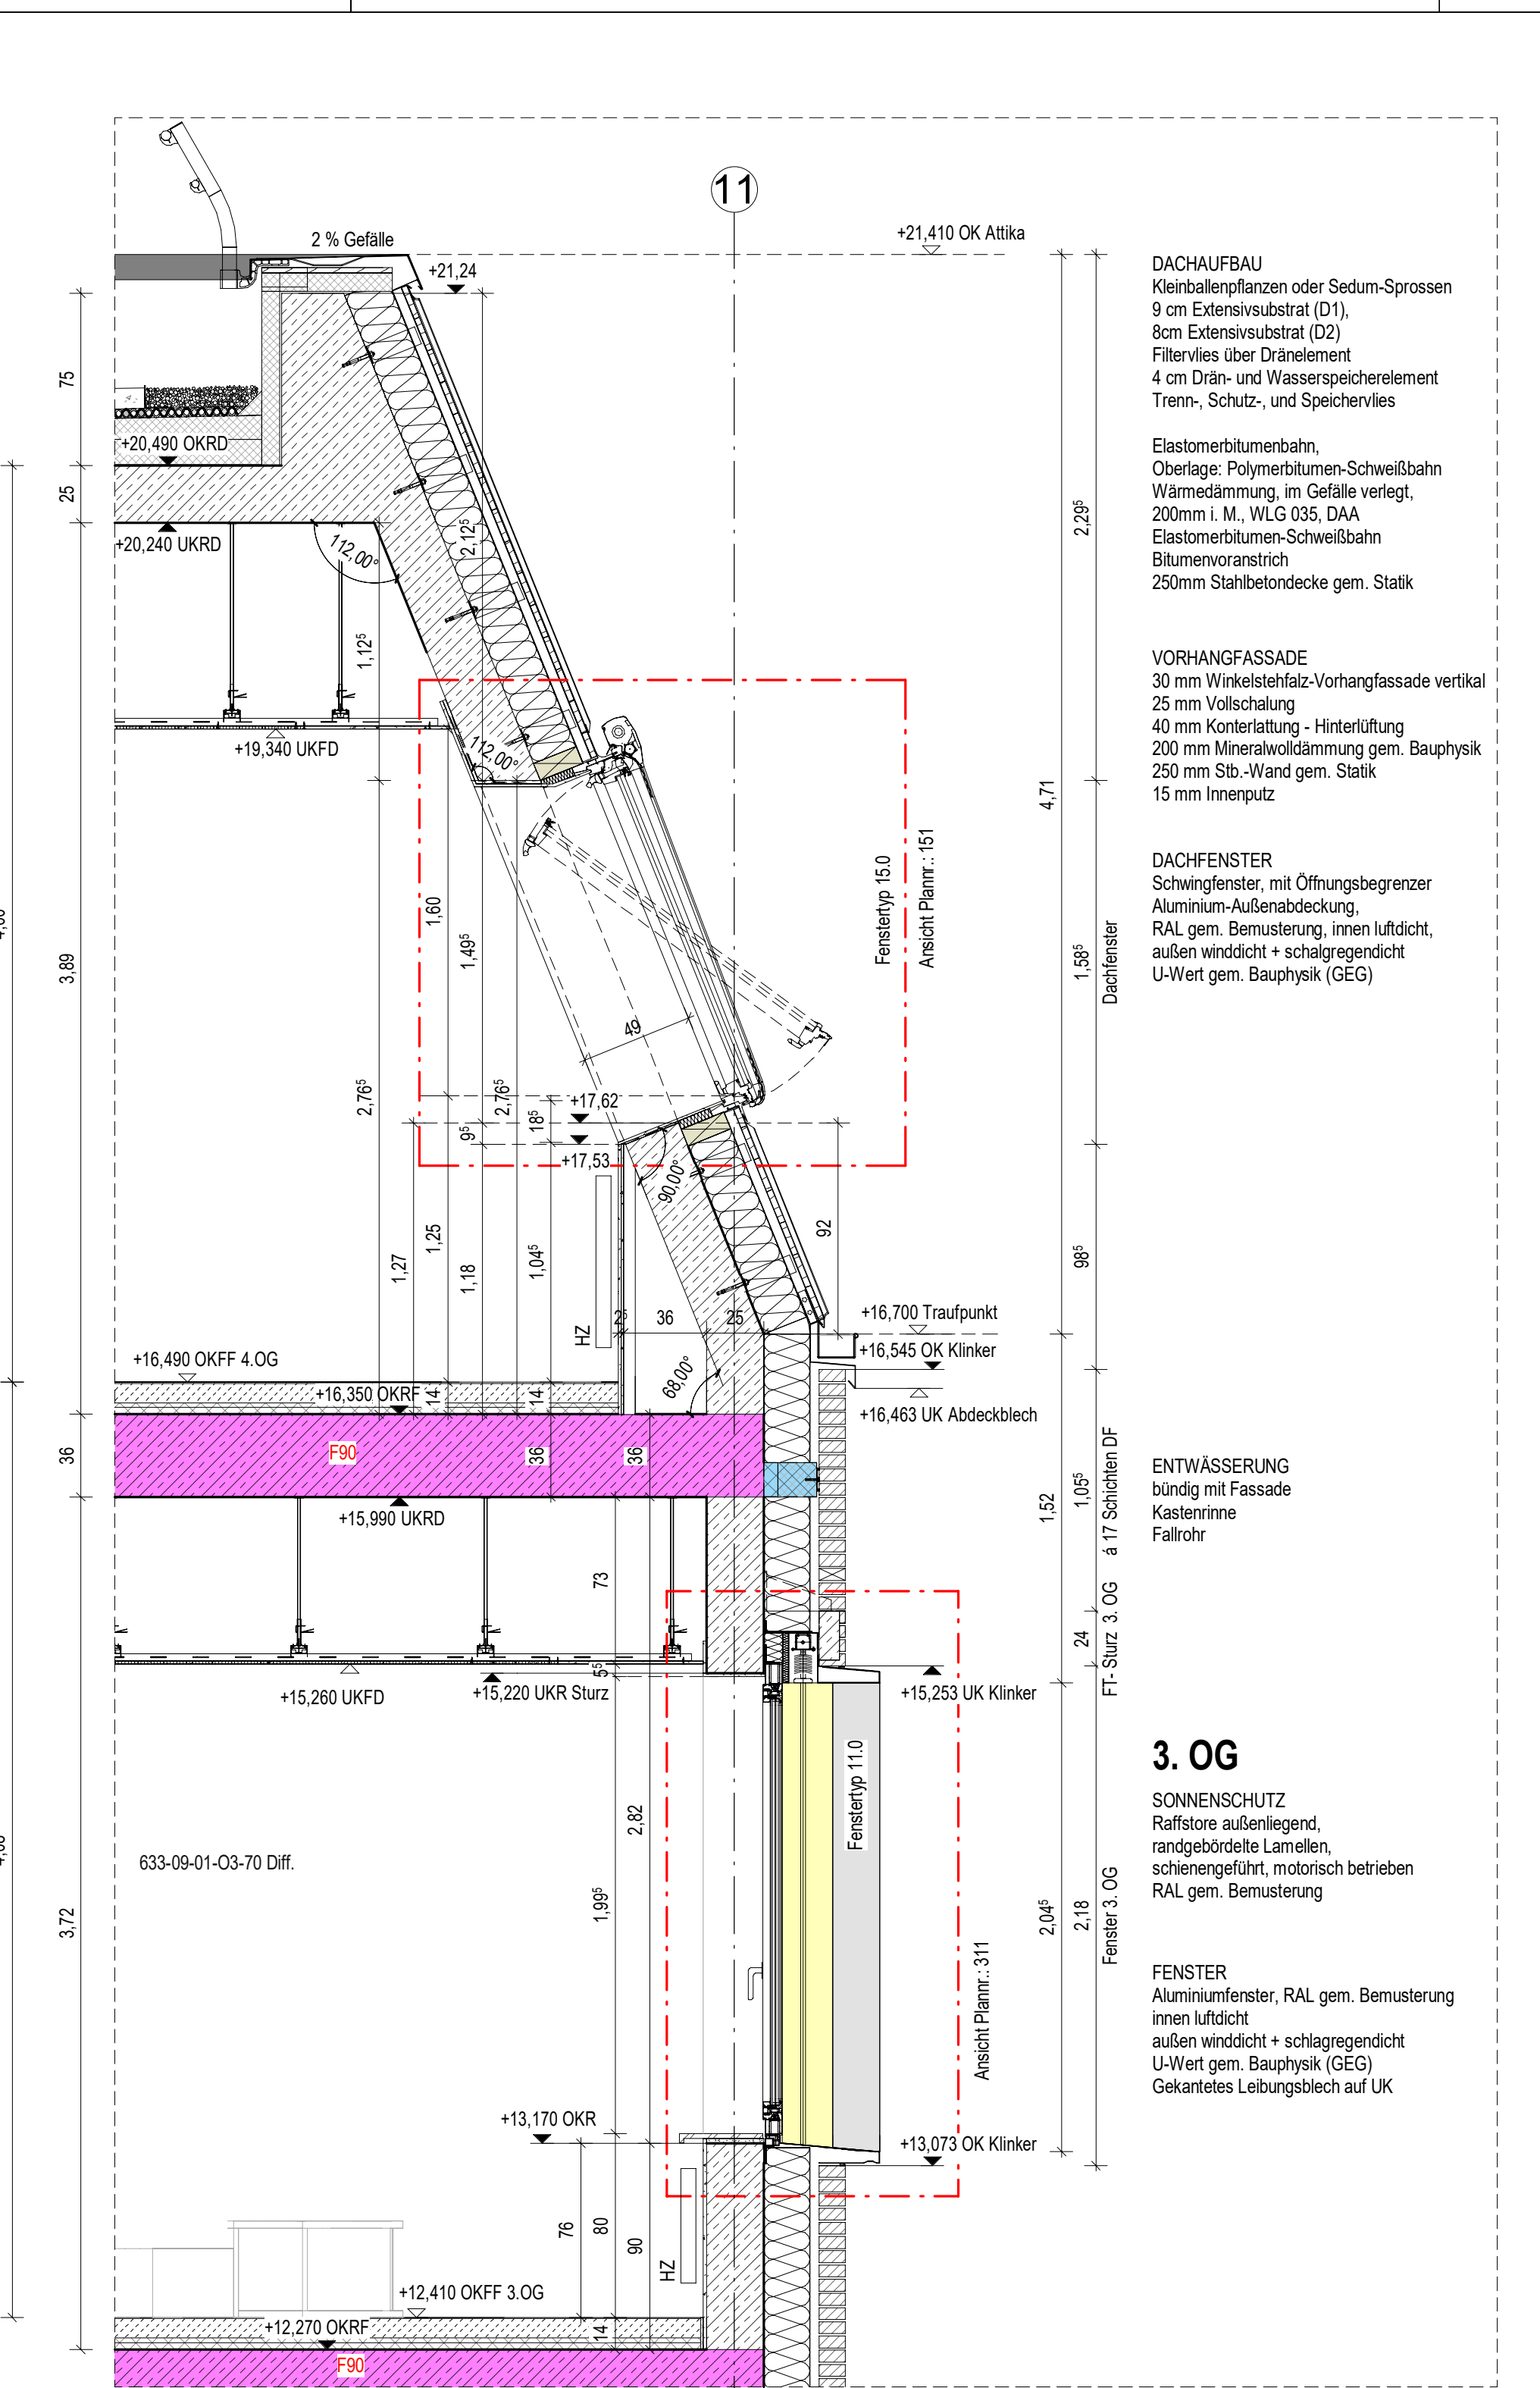 11
2 % Gefälle
+21,410 OK Attika
+21,24
75
+20,490 OKRD
25
+20,240 UKRD
112,00°
2,12⁵
1,12⁵
+19,340 UKFD
112,00°
3,89
1,60
1,49⁵
49
2,76⁵
2,76⁵
9⁵
18⁵
+17,62
+17,53
90,00°
Fenstertyp 15.0
Ansicht Plannr.: 151
4,71
2,29⁵
1,58⁵
Dachfenster
98⁵
92
1,27
1,25
1,18
1,04⁵
HZ
2⁵
36
25
68,00°
+16,700 Traufpunkt
+16,545 OK Klinker
+16,463 UK Abdeckblech
+16,490 OKFF 4.OG
+16,350 OKRF
14
14
36
F90
36
36
+15,990 UKRD
73
5⁵
+15,260 UKFD
+15,220 UKR Sturz
+15,253 UK Klinker
1,52
1,05⁵
á 17 Schichten DF
24
FT- Sturz 3. OG
Fenstertyp 11.0
2,82
1,99⁵
3,72
633-09-01-O3-70 Diff.
2,04⁵
2,18
Fenster 3. OG
Ansicht Plannr.: 311
+13,170 OKR
+13,073 OK Klinker
76
80
90
HZ
+12,410 OKFF 3.OG
+12,270 OKRF
14
F90
DACHAUFBAU
Kleinballenpflanzen oder Sedum-Sprossen
9 cm Extensivsubstrat (D1),
8cm Extensivsubstrat (D2)
Filtervlies über Dränelement
4 cm Drän- und Wasserspeicherelement
Trenn-, Schutz-, und Speichervlies
Elastomerbitumenbahn,
Oberlage: Polymerbitumen-Schweißbahn
Wärmedämmung, im Gefälle verlegt,
200mm i. M., WLG 035, DAA
Elastomerbitumen-Schweißbahn
Bitumenvoranstrich
250mm Stahlbetondecke gem. Statik
VORHANGFASSADE
30 mm Winkelstehfalz-Vorhangfassade vertikal
25 mm Vollschalung
40 mm Konterlattung - Hinterlüftung
200 mm Mineralwolldämmung gem. Bauphysik
250 mm Stb.-Wand gem. Statik
15 mm Innenputz
DACHFENSTER
Schwingfenster, mit Öffnungsbegrenzer
Aluminium-Außenabdeckung,
RAL gem. Bemusterung, innen luftdicht,
außen winddicht + schalgregendicht
U-Wert gem. Bauphysik (GEG)
ENTWÄSSERUNG
bündig mit Fassade
Kastenrinne
Fallrohr
3. OG
SONNENSCHUTZ
Raffstore außenliegend,
randgebördelte Lamellen,
schienengeführt, motorisch betrieben
RAL gem. Bemusterung
FENSTER
Aluminiumfenster, RAL gem. Bemusterung
innen luftdicht
außen winddicht + schlagregendicht
U-Wert gem. Bauphysik (GEG)
Gekantetes Leibungsblech auf UK